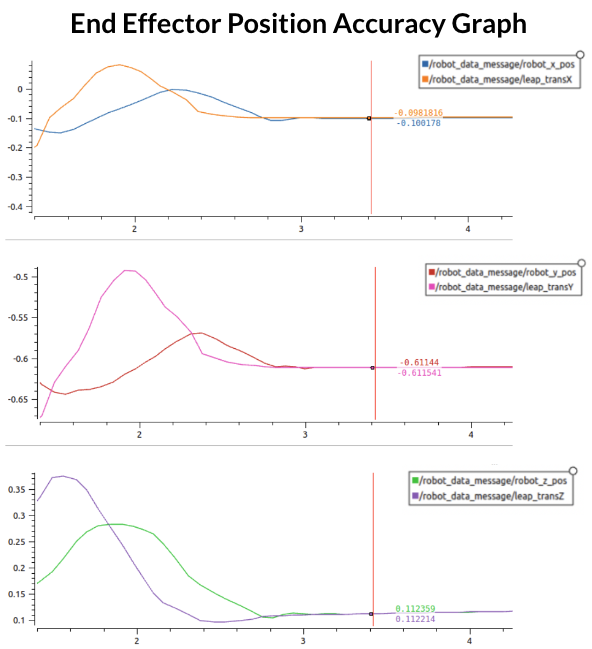 End Effector Position Accuracy Graph
/robot_data_message/robot_x_pos
/robot_data_message/leap_transX
0
-0.1
-0.2
-0.3
-0.4
-0.0981816
-0.100178
2 3 4
/robot_data_message/robot_y_pos
/robot_data_message/leap_transY
-0.5
-0.55
-0.6
-0.65
-0.61144
-0.611541
2 3 4
/robot_data_message/robot_z_pos
/robot_data_message/leap_transZ
0.35
0.3
0.25
0.2
0.15
0.1
0.112359
0.112214
2 3 4